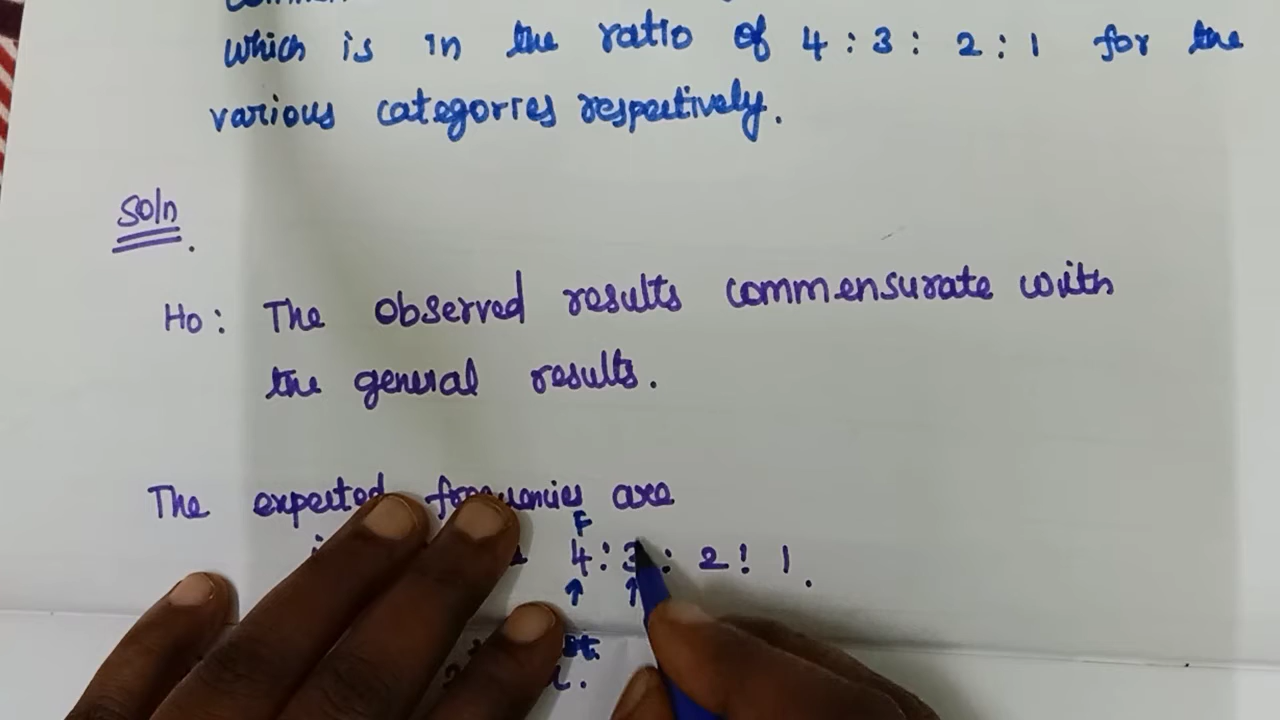 which is in the ratio of 4 : 3 : 2 : 1 for the
various categories respectively.
Soln.
Ho: The observed results commensurate with
the general results.
The expected frequencies are
F
4 : 3 : 2 : 1.